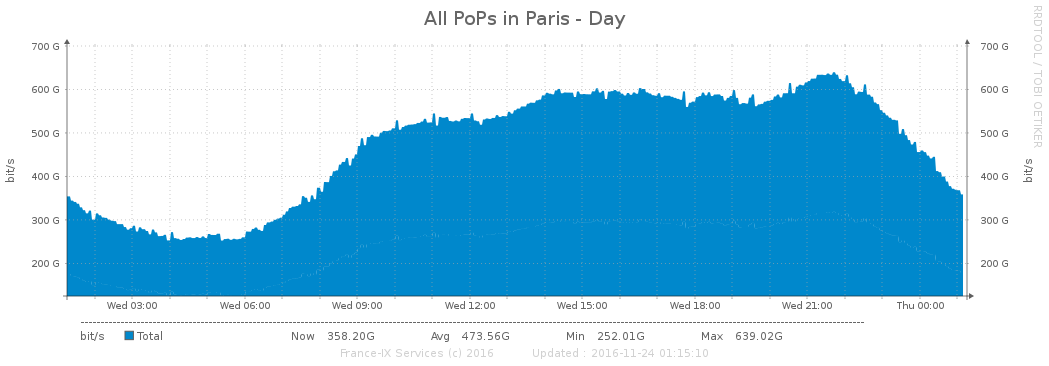 All PoPs in Paris - Day
RRDTOOL / TOBI OETIKER
bit/s
700 G
600 G
500 G
400 G
300 G
200 G
700 G
600 G
500 G
400 G
300 G
200 G
bit/s
Wed 03:00 Wed 06:00 Wed 09:00 Wed 12:00 Wed 15:00 Wed 18:00 Wed 21:00 Thu 00:00
bit/s Total Now 358.20G Avg 473.56G Min 252.01G Max 639.02G
France-IX Services (c) 2016 Updated : 2016-11-24 01:15:10